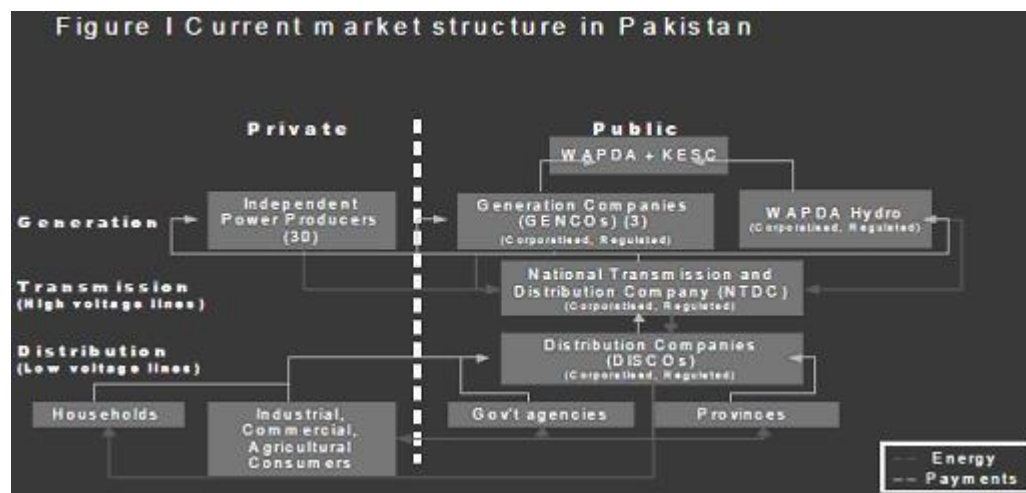 Figure I Current market structure in Pakistan
Private
Public
WAPDA + KESC
Generation
Independent
Power Producers
(30)
Generation Companies
(GENCOs) (3)
(Corporatised, Regulated)
WAPDA Hydro
(Corporatised, Regulated)
Transmission
(High voltage lines)
National Transmission and
Distribution Company (NTDC)
(Corporatised, Regulated)
Distribution
(Low voltage lines)
Distribution Companies
(DISCOs)
(Corporatised, Regulated)
Households
Industrial,
Commercial,
Agricultural
Consumers
Gov't agencies
Provinces
Energy
Payments